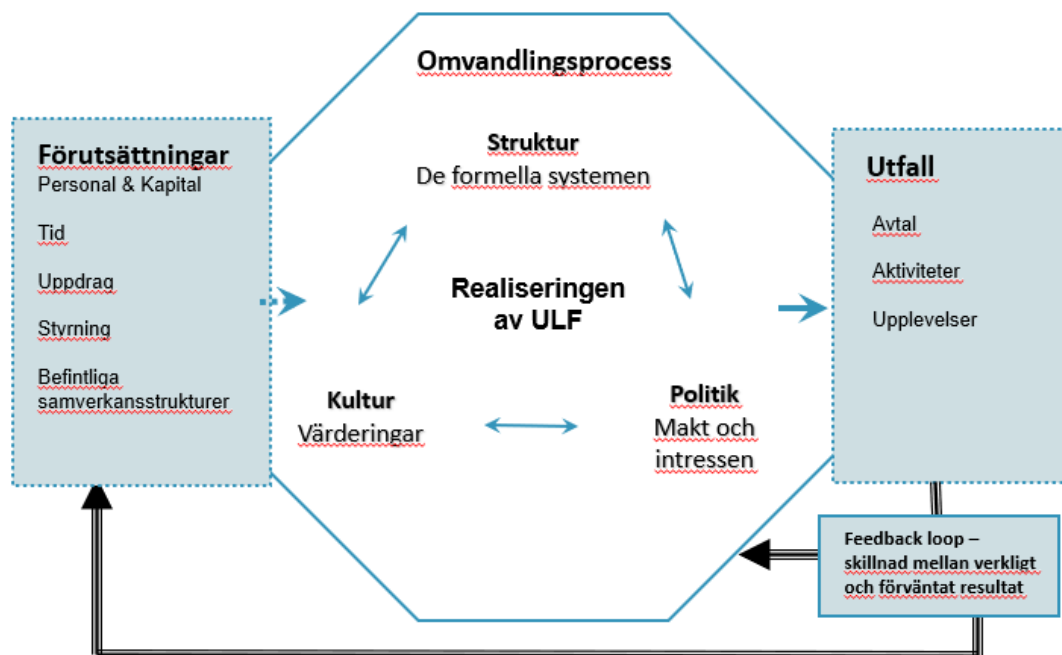 Omvandlingsprocess
Förutsättningar
Personal & Kapital
Tid
Uppdrag
Styrning
Befintliga
samverkansstrukturer
Struktur
De formella systemen
Realiseringen
av ULF
Kultur
Värderingar
Politik
Makt och
intressen
Utfall
Avtal
Aktiviteter
Upplevelser
Feedback loop –
skillnad mellan verkligt
och förväntat resultat